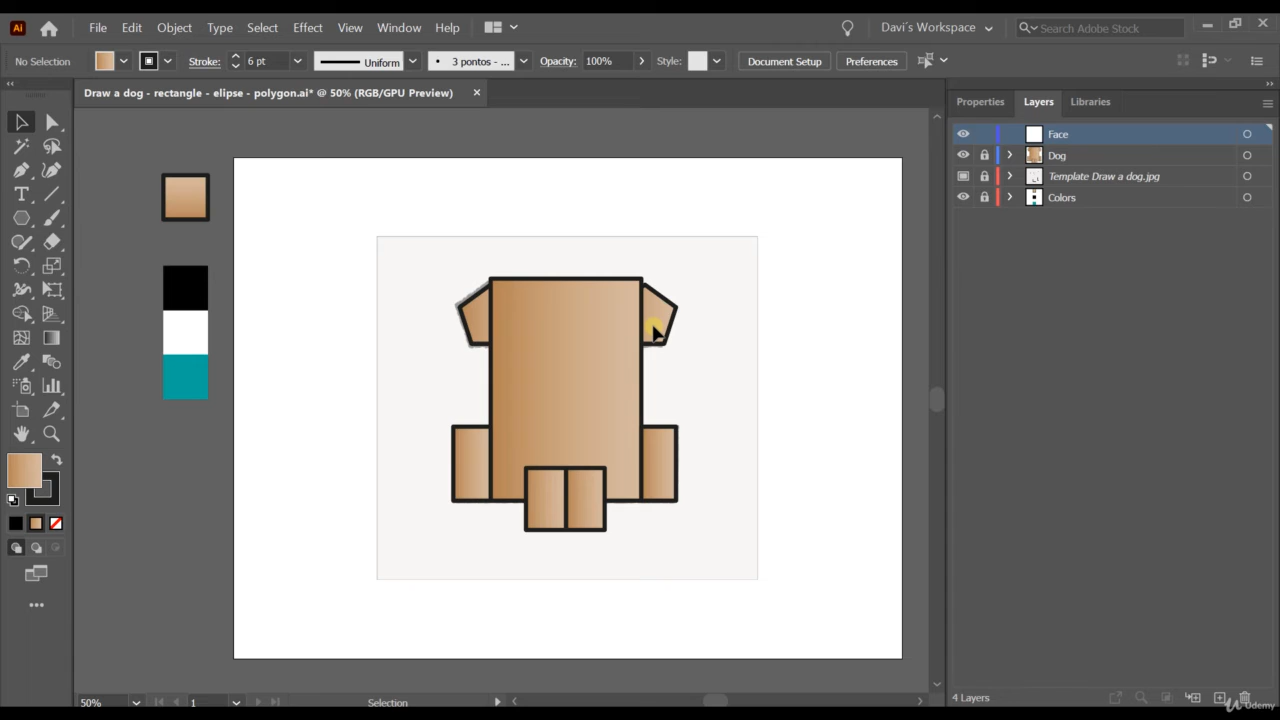 Ai File Edit Object Type Select Effect View Window Help Davi's Workspace Search Adobe Stock
No Selection Stroke: 6 pt Uniform 3 pontos - ... Opacity: 100% Style: Document Setup Preferences
Draw a dog - rectangle - elipse - polygon.ai* @ 50% (RGB/GPU Preview)
Properties Layers Libraries
Face
Dog
Template Draw a dog.jpg
Colors
50% 1 Selection 4 Layers
Udemy